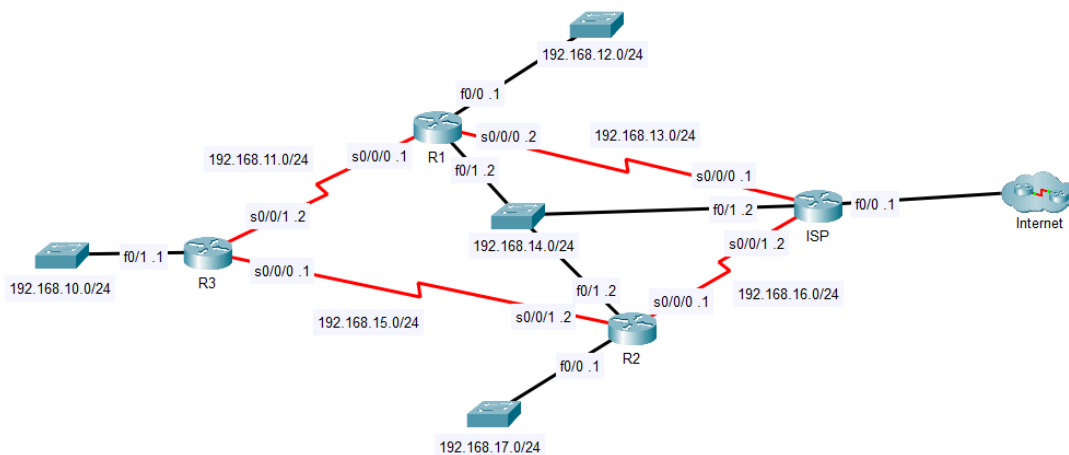 192.168.12.0/24
f0/0 .1
192.168.13.0/24
s0/0/0 .2
192.168.11.0/24
s0/0/0 .1
R1
f0/1 .2
s0/0/0 .1
f0/1 .2
f0/0 .1
ISP
Internet
s0/0/1 .2
192.168.14.0/24
s0/0/1 .2
f0/1 .1
R3
192.168.10.0/24
s0/0/0 .1
f0/1 .2
s0/0/0 .1
192.168.16.0/24
192.168.15.0/24
s0/0/1 .2
R2
f0/0 .1
192.168.17.0/24